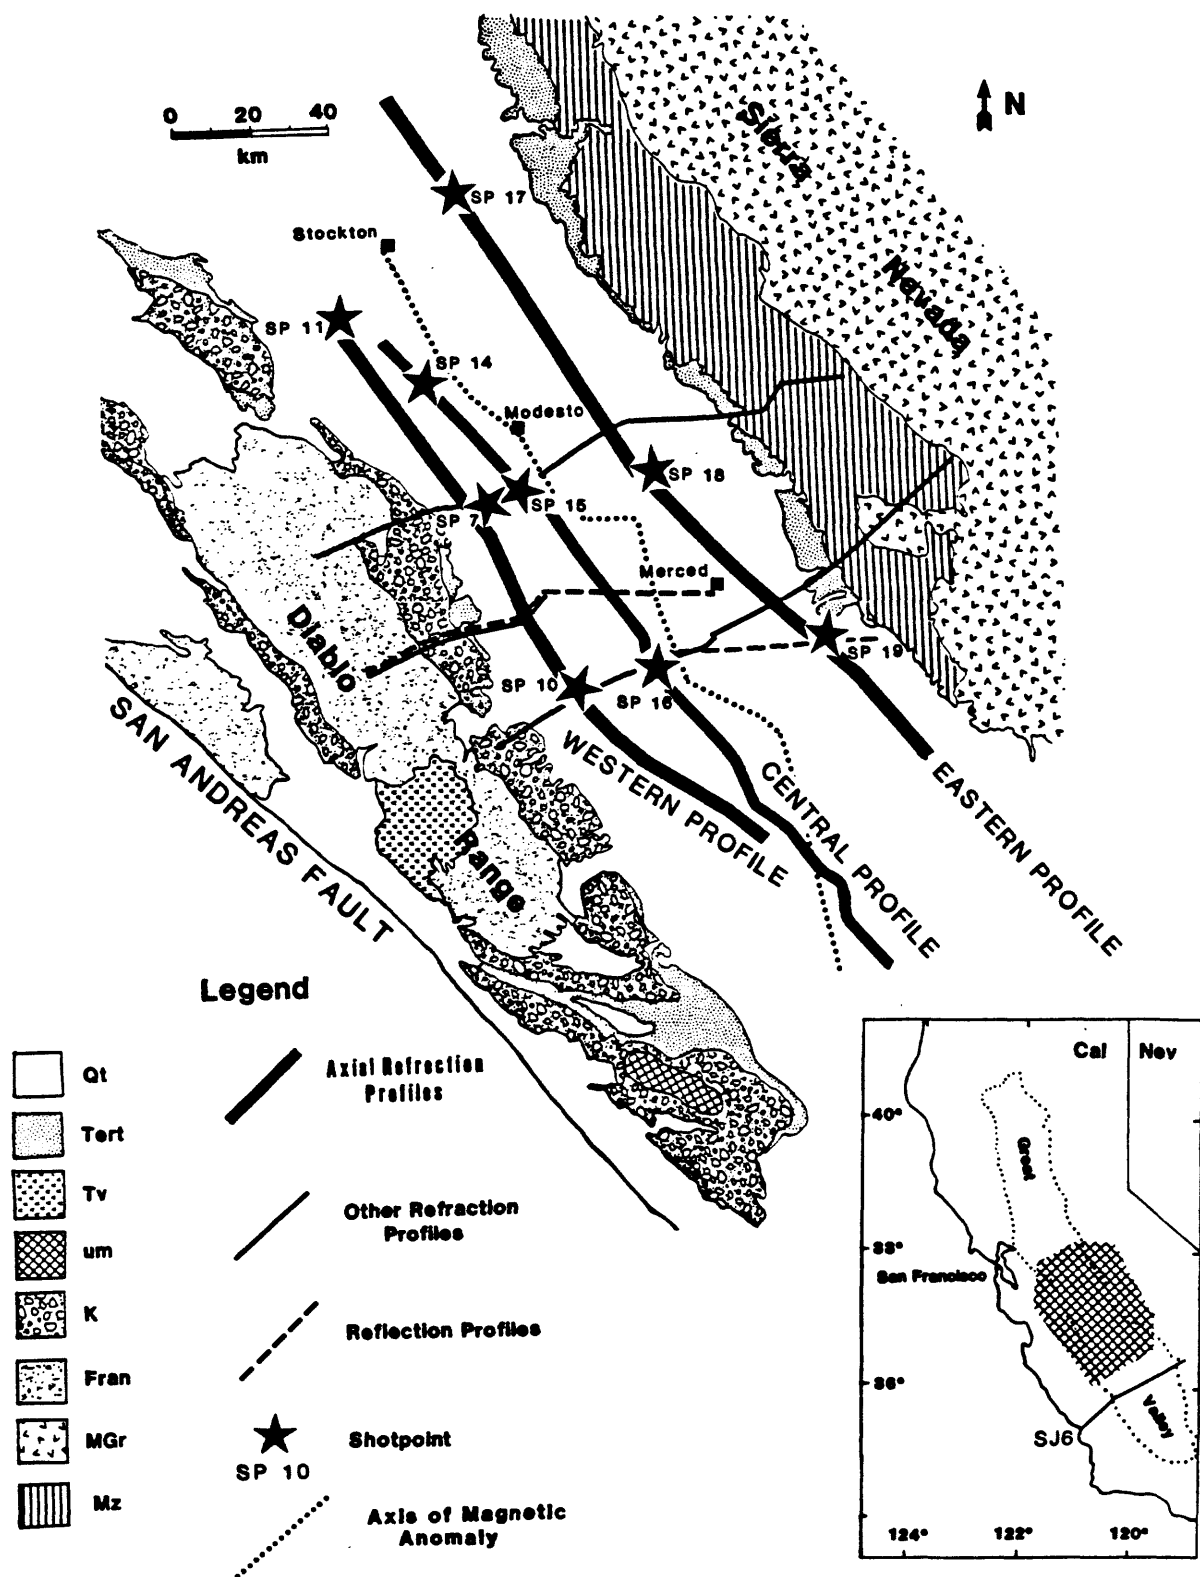 N
0 20 40
km
Sierra
Nevada
SP 17
Stockton
SP 11
SP 14
Modesto
SP 18
SP 7
SP 15
Merced
SP 19
SP 10
SP 16
Diablo
Range
SAN ANDREAS FAULT
WESTERN PROFILE
CENTRAL PROFILE
EASTERN PROFILE
Legend
Qt
Tert
Tv
um
K
Fran
MGr
Mz
Axial Refraction
Profiles
Other Refraction
Profiles
Reflection Profiles
Shotpoint
SP 10
Axis of Magnetic
Anomaly
Cal
Nev
40°
Great
38°
San Francisco
36°
Valley
SJ6
124°
122°
120°